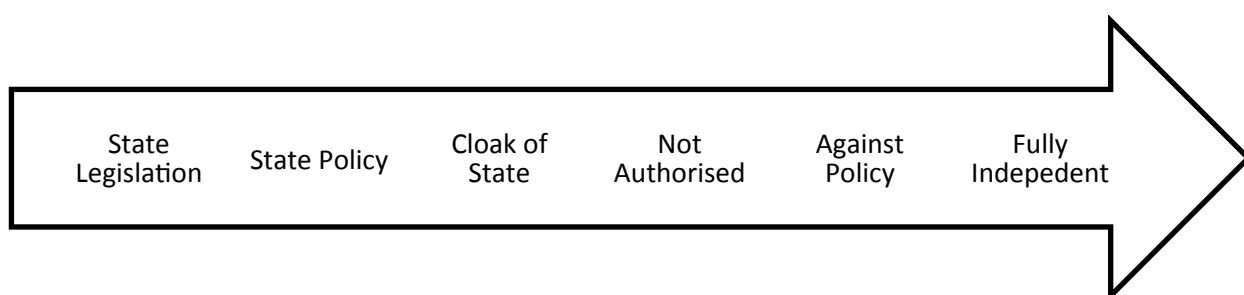 State
Legislation
State Policy
Cloak of
State
Not
Authorised
Against
Policy
Fully
Indepedent